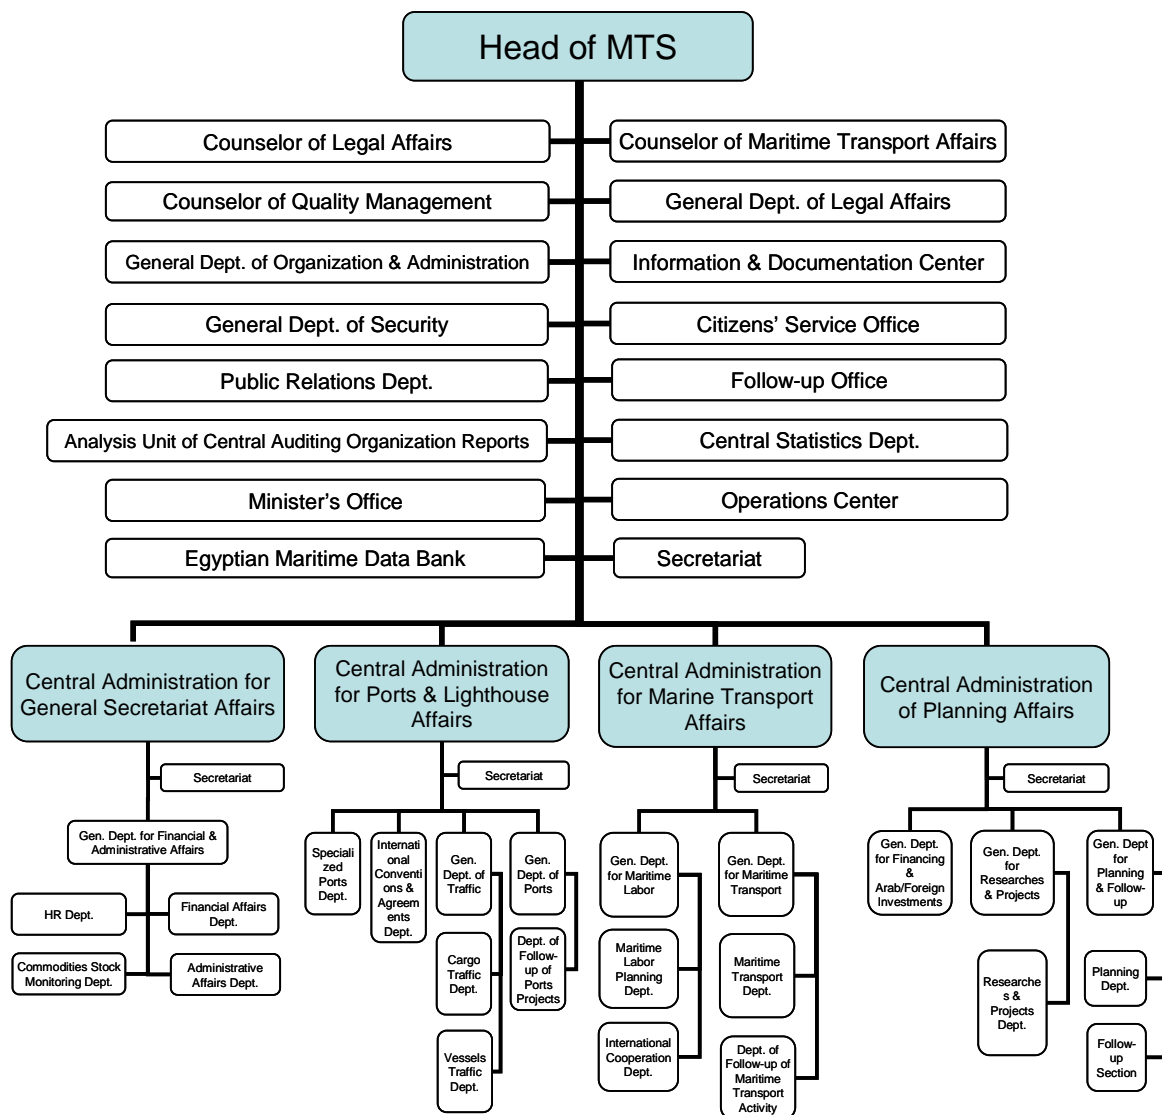 Head of MTS
Counselor of Legal Affairs
Counselor of Maritime Transport Affairs
Counselor of Quality Management
General Dept. of Legal Affairs
General Dept. of Organization & Administration
Information & Documentation Center
General Dept. of Security
Citizens’ Service Office
Public Relations Dept.
Follow-up Office
Analysis Unit of Central Auditing Organization Reports
Central Statistics Dept.
Minister’s Office
Operations Center
Egyptian Maritime Data Bank
Secretariat
Central Administration for
General Secretariat Affairs
Secretariat
Gen. Dept. for Financial &
Administrative Affairs
HR Dept.
Financial Affairs
Dept.
Commodities Stock
Monitoring Dept.
Administrative
Affairs Dept.
Central Administration
for Ports & Lighthouse
Affairs
Secretariat
Specializ
ed
Ports
Dept.
Internati
onal
Conventi
ons &
Agreem
ents
Dept.
Gen.
Dept. of
Traffic
Cargo
Traffic
Dept.
Vessels
Traffic
Dept.
Gen.
Dept. of
Ports
Dept. of
Follow-
up of
Ports
Projects
Central Administration
for Marine Transport
Affairs
Secretariat
Gen. Dept.
for Maritime
Labor
Maritime
Labor
Planning
Dept.
International
Cooperation
Dept.
Gen. Dept.
for Maritime
Transport
Maritime
Transport
Dept.
Dept. of
Follow-up of
Maritime
Transport
Activity
Central Administration
of Planning Affairs
Secretariat
Gen. Dept.
for Financing
&
Arab/Foreign
Investments
Gen. Dept.
for
Researches
& Projects
Researche
s &
Projects
Dept.
Gen. Dept
for
Planning
& Follow-
up
Planning
Dept.
Follow-
up
Section